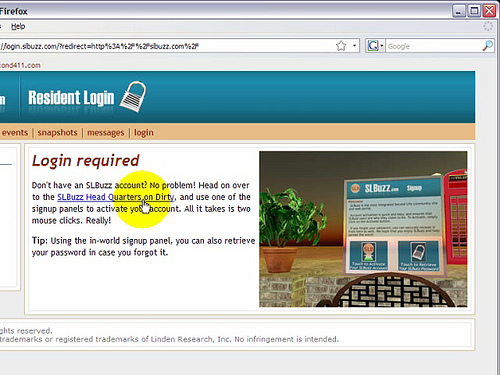 Firefox
Help
//login.slbuzz.com/?redirect=http%3A%2F%2Fslbuzz.com%2F
Google
cond411.com
n
Resident Login
events | snapshots | messages | login
Login required
Don't have an SLBuzz account? No problem! Head on over
to the SLBuzz Head Quarters on Dirty, and use one of the
signup panels to activate your account. All it takes is two
mouse clicks. Really!
Tip: Using the in-world signup panel, you can also retrieve
your password in case you forgot it.
SLBuzz.com Signup
Touch to Activate
Your SLBuzz Account
Touch to Retrieve
Your SLBuzz Password
ghts reserved.
trademarks or registered trademarks of Linden Research, Inc. No infringement is intended.